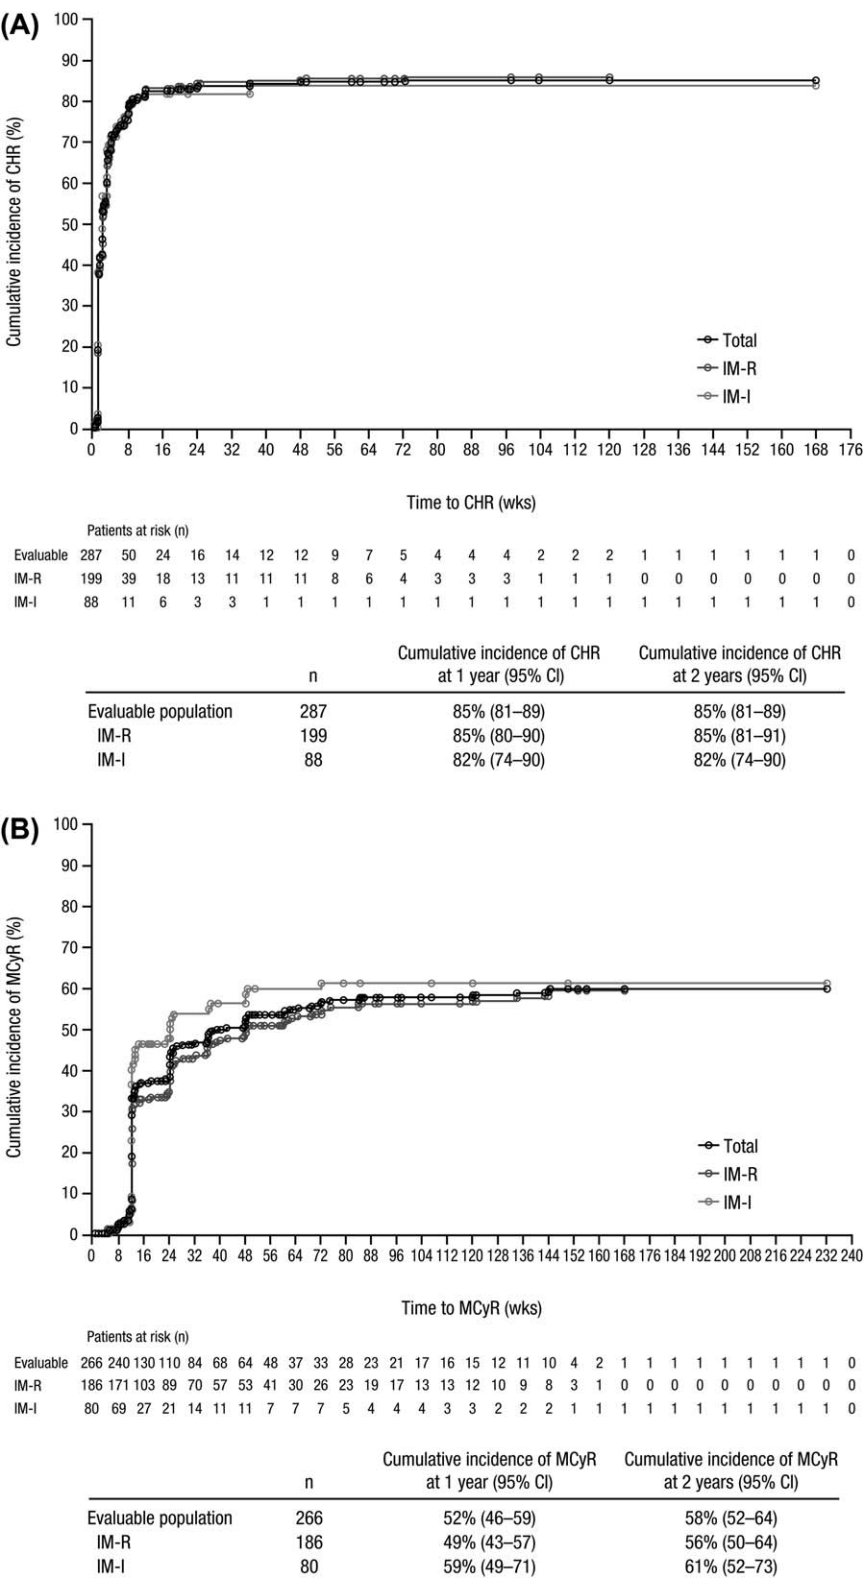 (A)
Cumulative incidence of CHR (%)
100
90
80
70
60
50
40
30
20
10
0
Total
IM-R
IM-I
0 8 16 24 32 40 48 56 64 72 80 88 96 104 112 120 128 136 144 152 160 168 176
Time to CHR (wks)
Patients at risk (n)
Evaluable 287 50 24 16 14 12 12 9 7 5 4 4 4 2 2 2 1 1 1 1 1 1 0
IM-R 199 39 18 13 11 11 11 8 6 4 3 3 3 1 1 1 0 0 0 0 0 0 0
IM-I 88 11 6 3 3 1 1 1 1 1 1 1 1 1 1 1 1 1 1 1 1 1 0
Cumulative incidence of CHR Cumulative incidence of CHR
n at 1 year (95% CI) at 2 years (95% CI)
Evaluable population 287 85% (81–89) 85% (81–89)
IM-R 199 85% (80–90) 85% (81–91)
IM-I 88 82% (74–90) 82% (74–90)
(B)
Cumulative incidence of MCyR (%)
100
90
80
70
60
50
40
30
20
10
0
Total
IM-R
IM-I
0 8 16 24 32 40 48 56 64 72 80 88 96 104 112 120 128 136 144 152 160 168 176 184 192 200 208 216 224 232 240
Time to MCyR (wks)
Patients at risk (n)
Evaluable 266 240 130 110 84 68 64 48 37 33 28 23 21 17 16 15 12 11 10 4 2 1 1 1 1 1 1 1 1 1 0
IM-R 186 171 103 89 70 57 53 41 30 26 23 19 17 13 13 12 10 9 8 3 1 0 0 0 0 0 0 0 0 0 0
IM-I 80 69 27 21 14 11 11 7 7 7 5 4 4 4 3 3 2 2 2 1 1 1 1 1 1 1 1 1 1 1 0
Cumulative incidence of MCyR Cumulative incidence of MCyR
n at 1 year (95% CI) at 2 years (95% CI)
Evaluable population 266 52% (46–59) 58% (52–64)
IM-R 186 49% (43–57) 56% (50–64)
IM-I 80 59% (49–71) 61% (52–73)